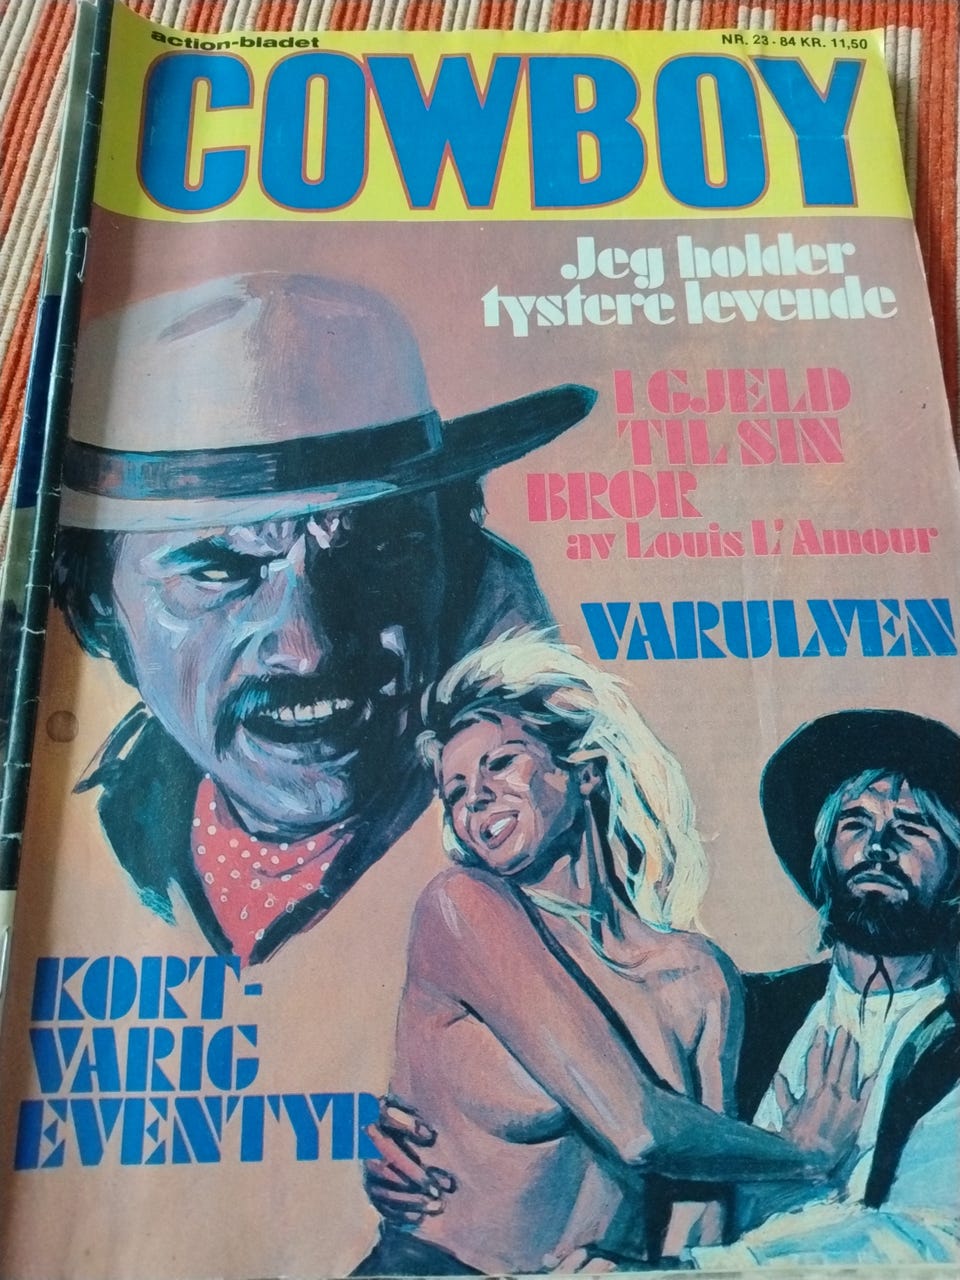 action-bladet
NR. 23 - 84 KR. 11,50
COWBOY
Jeg holder
tystere levende
I GJELD
TIL SIN
BROR
av Louis L'Amour
VARULVEN
KORT-
VARIG
EVENTYR